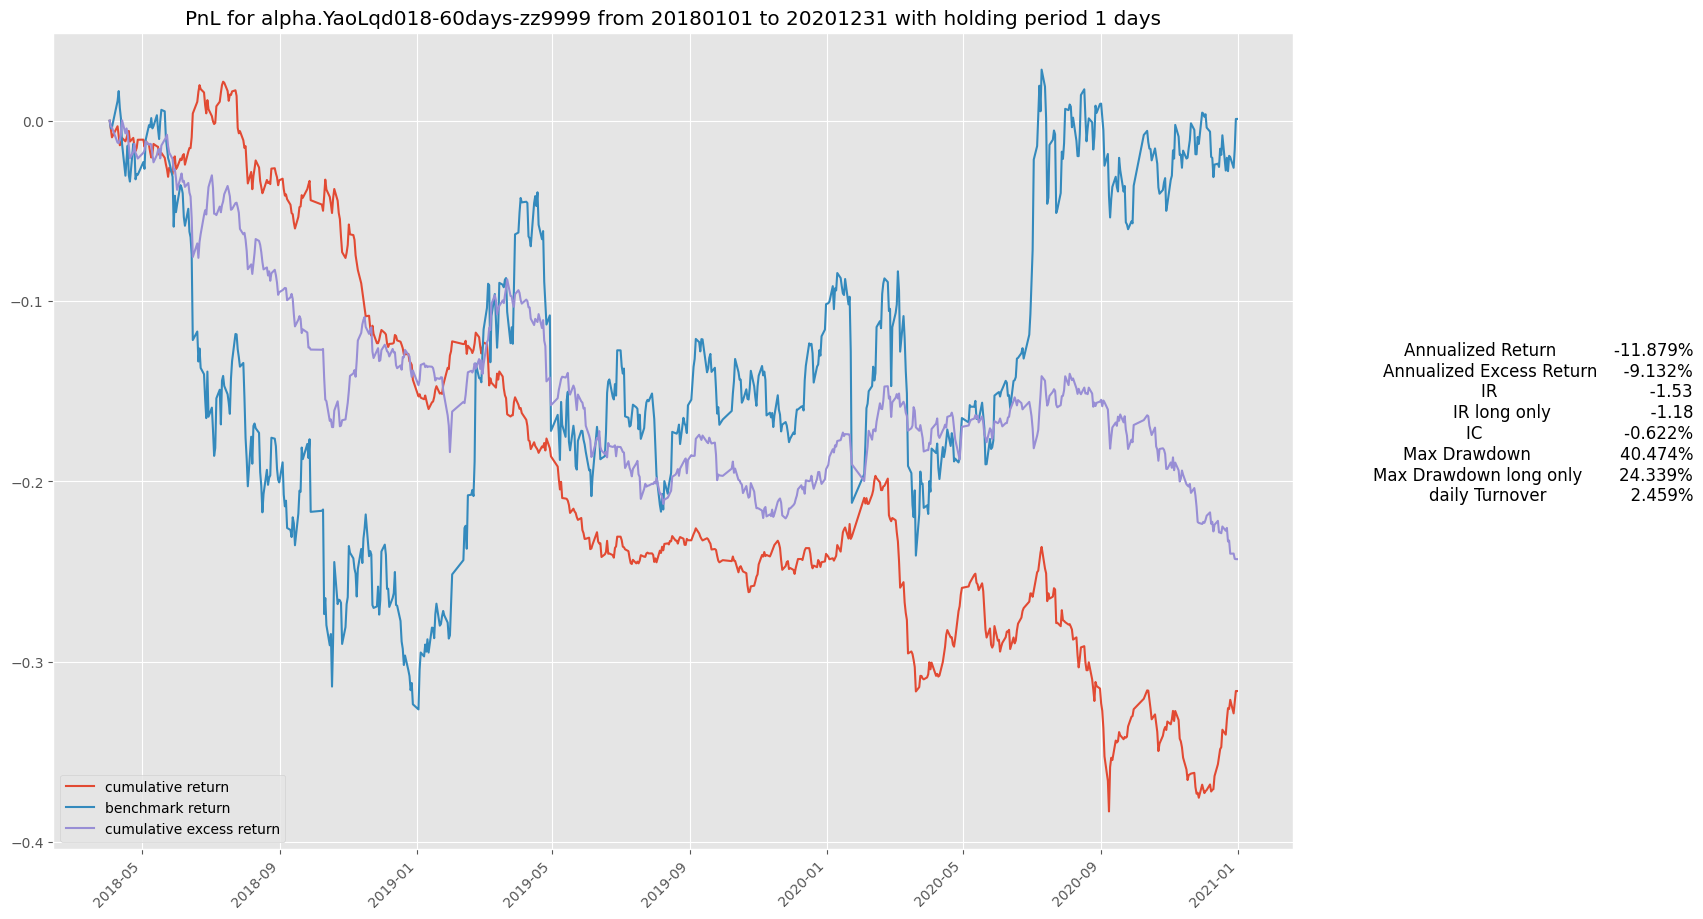 PnL for alpha.YaoLqd018-60days-zz9999 from 20180101 to 20201231 with holding period 1 days
0.0
−0.1
−0.2
−0.3
−0.4
cumulative return
benchmark return
cumulative excess return
2018-05
2018-09
2019-01
2019-05
2019-09
2020-01
2020-05
2020-09
2021-01
Annualized Return -11.879%
Annualized Excess Return -9.132%
IR -1.53
IR long only -1.18
IC -0.622%
Max Drawdown 40.474%
Max Drawdown long only 24.339%
daily Turnover 2.459%